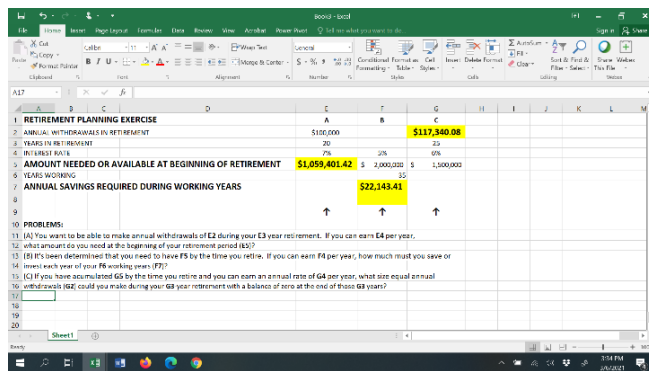 Book3 - Excel
File Home Insert Page Layout Formulas Data Review View Acrobat Power Pivot Tell me what you want to do... Sign in Share
Cut
Copy
Format Painter
Paste
Calibri 11
B I U
Wrap Text
Merge & Center
General
$ % ,
Conditional Formatting Format as Table Cell Styles
Insert Delete Format
AutoSum
Fill
Clear
Sort & Filter Find & Select
Share This File Webex
Clipboard Font Alignment Number Styles Cells Editing Webex
A17 fx
A B C D E F G H I J K L M
1 RETIREMENT PLANNING EXERCISE A B C
2 ANNUAL WITHDRAWALS IN RETIREMENT $100,000 $117,340.08
3 YEARS IN RETIREMENT 20 25
4 INTEREST RATE 7% 5% 6%
5 AMOUNT NEEDED OR AVAILABLE AT BEGINNING OF RETIREMENT $1,059,401.42 $ 2,000,000 $ 1,500,000
6 YEARS WORKING 35
7 ANNUAL SAVINGS REQUIRED DURING WORKING YEARS $22,143.41
8
9 ↑ ↑ ↑
10 PROBLEMS:
11 (A) You want to be able to make annual withdrawals of E2 during your E3 year retirement. If you can earn E4 per year,
12 what amount do you need at the beginning of your retirement period (E5)?
13 (B) It's been determined that you need to have F5 by the time you retire. If you can earn F4 per year, how much must you save or
14 invest each year of your F6 working years (F7)?
15 (C) If you have acumulated G5 by the time you retire and you can earn an annual rate of G4 per year, what size equal annual
16 withdrawals (G2) could you make during your G3 year retirement with a balance of zero at the end of those G3 years?
17
18
19
20
Sheet1
Ready
3:54 PM
3/6/2021